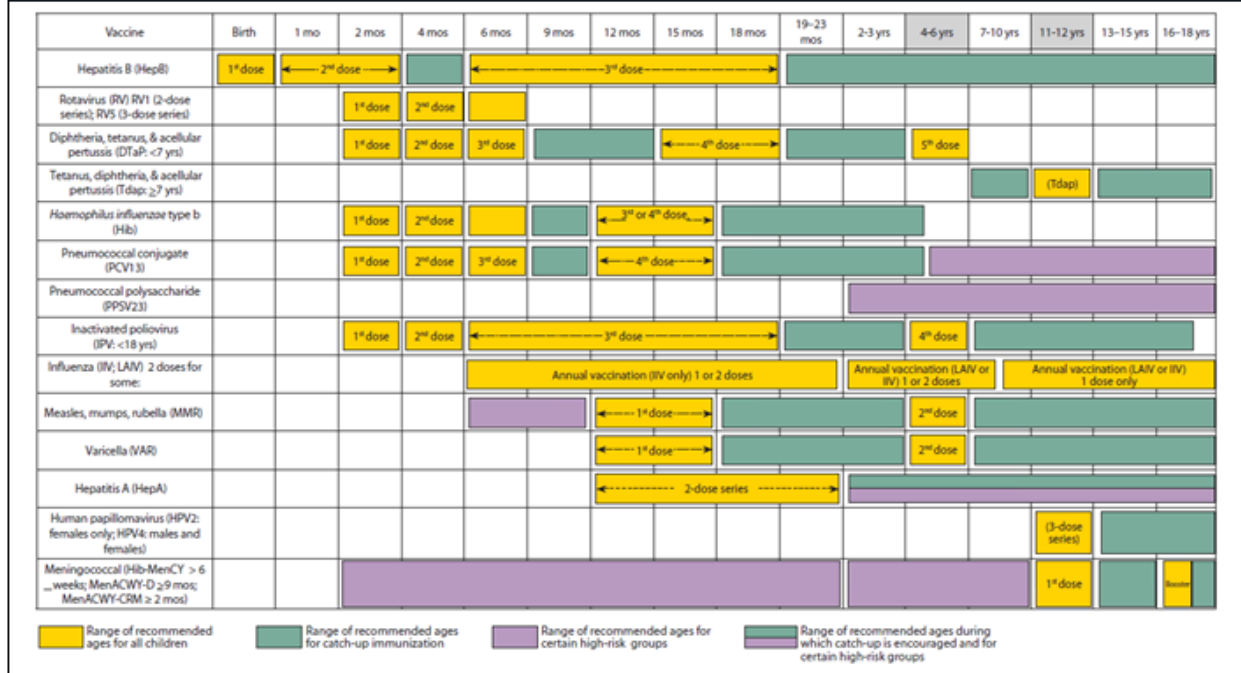 Vaccine Birth 1 mo 2 mos 4 mos 6 mos 9 mos 12 mos 15 mos 18 mos 19–23 mos 2-3 yrs 4-6 yrs 7-10 yrs 11-12 yrs 13–15 yrs 16–18 yrs
Hepatitis B (HepB) 1st dose 2nd dose 3rd dose
Rotavirus (RV) RV1 (2-dose
series); RV5 (3-dose series)
1st dose 2nd dose
Diphtheria, tetanus, & acellular
pertussis (DTaP: <7 yrs)
1st dose 2nd dose 3rd dose 4th dose 5th dose
Tetanus, diphtheria, & acellular
pertussis (Tdap: ≥7 yrs)
(Tdap)
Haemophilus influenzae type b
(Hib)
1st dose 2nd dose 3rd or 4th dose
Pneumococcal conjugate
(PCV13)
1st dose 2nd dose 3rd dose 4th dose
Pneumococcal polysaccharide
(PPSV23)
Inactivated poliovirus
(IPV: <18 yrs)
1st dose 2nd dose 3rd dose 4th dose
Influenza (IIV; LAIV) 2 doses for
some:
Annual vaccination (IIV only) 1 or 2 doses
Annual vaccination (LAIV or
IIV) 1 or 2 doses
Annual vaccination (LAIV or IIV)
1 dose only
Measles, mumps, rubella (MMR) 1st dose 2nd dose
Varicella (VAR) 1st dose 2nd dose
Hepatitis A (HepA) 2-dose series
Human papillomavirus (HPV2:
females only; HPV4: males and
females)
(3-dose
series)
Meningococcal (Hib-MenCY > 6
weeks; MenACWY-D ≥9 mos;
MenACWY-CRM ≥ 2 mos)
1st dose Booster
Range of recommended
ages for all children
Range of recommended ages
for catch-up immunization
Range of recommended ages for
certain high-risk groups
Range of recommended ages during
which catch-up is encouraged and for
certain high-risk groups